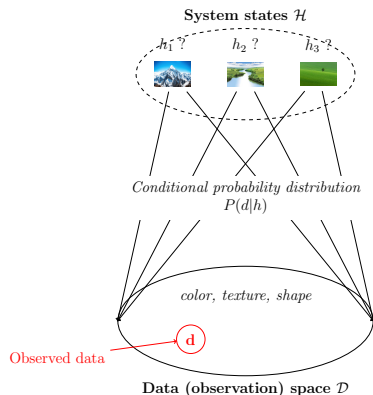 System states $\mathcal{H}$
$h_1$ ? $h_2$ ? $h_3$ ?
Conditional probability distribution
$P(d|h)$
color, texture, shape
d
Observed data
Data (observation) space $\mathcal{D}$